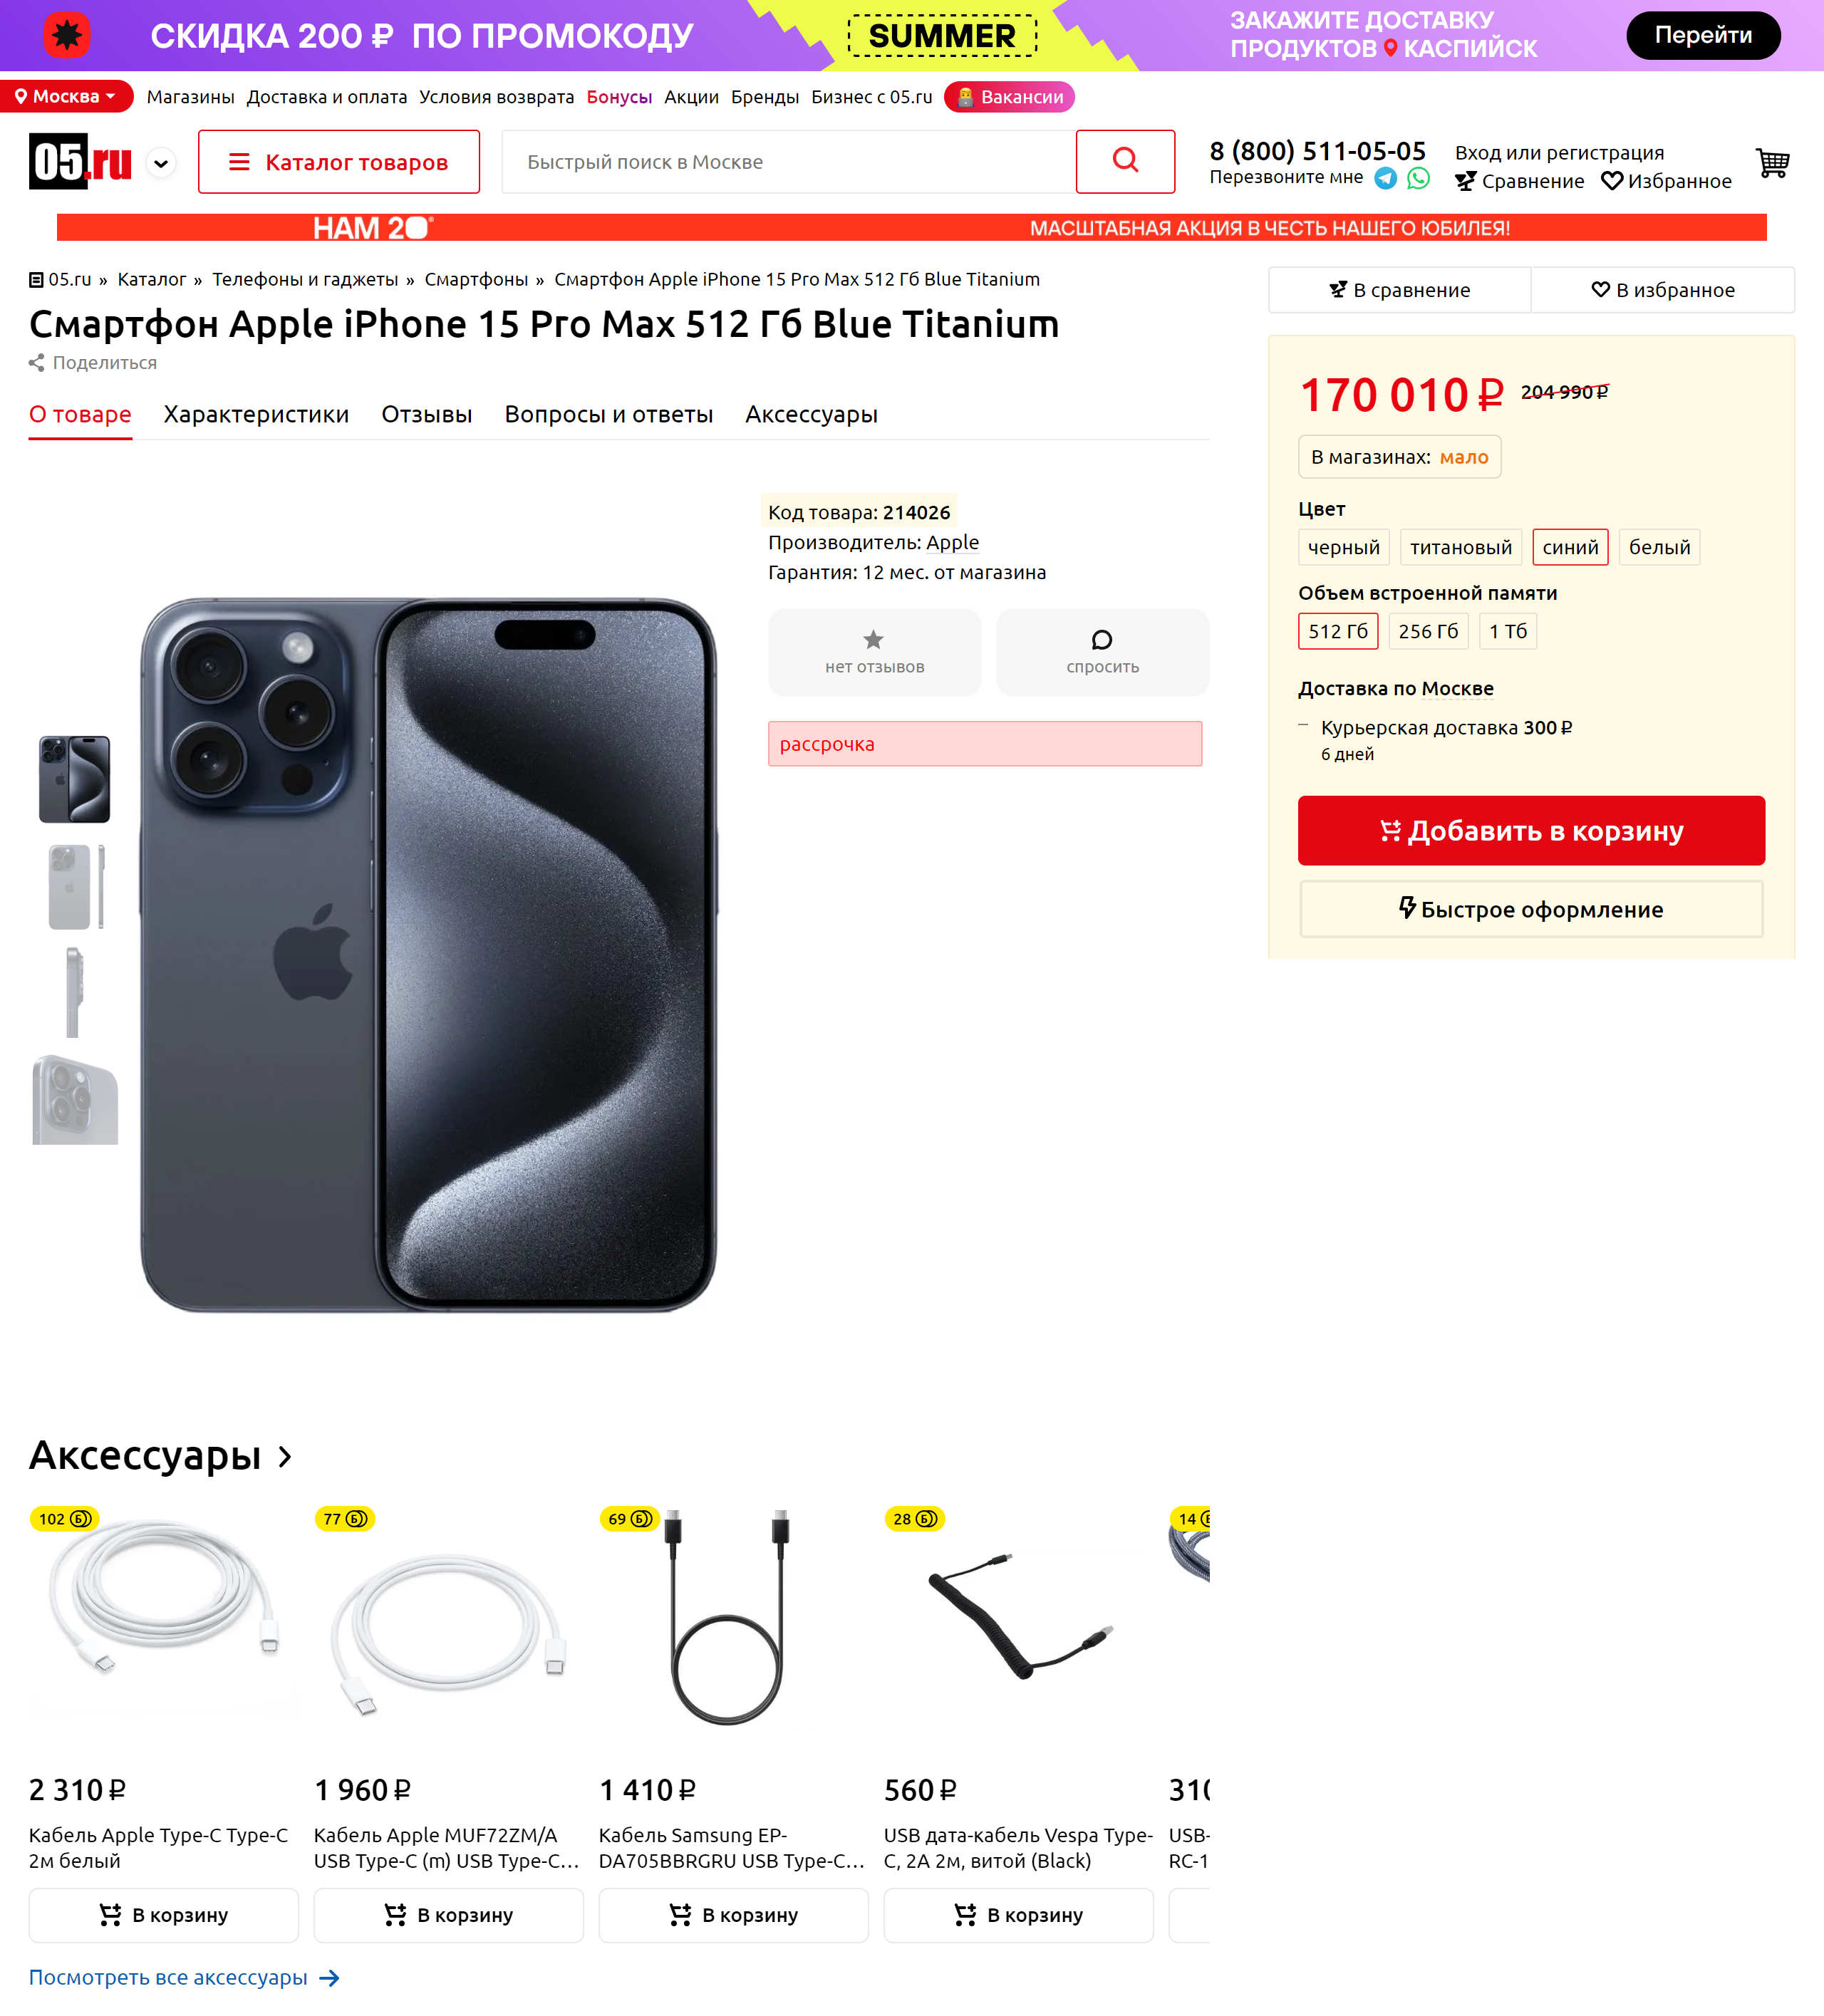 СКИДКА 200 ₽ ПО ПРОМОКОДУ
SUMMER
ЗАКАЖИТЕ ДОСТАВКУ
ПРОДУКТОВ КАСПИЙСК
Перейти
Москва
Магазины Доставка и оплата Условия возврата Бонусы Акции Бренды Бизнес с 05.ru Вакансии
05.ru
Каталог товаров
Быстрый поиск в Москве
8 (800) 511-05-05
Перезвоните мне
Вход или регистрация
Сравнение Избранное
НАМ 20
МАСШТАБНАЯ АКЦИЯ В ЧЕСТЬ НАШЕГО ЮБИЛЕЯ!
05.ru » Каталог » Телефоны и гаджеты » Смартфоны » Смартфон Apple iPhone 15 Pro Max 512 Гб Blue Titanium
Смартфон Apple iPhone 15 Pro Max 512 Гб Blue Titanium
Поделиться
О товаре Характеристики Отзывы Вопросы и ответы Аксессуары
Код товара: 214026
Производитель: Apple
Гарантия: 12 мес. от магазина
нет отзывов
спросить
рассрочка
В сравнение
В избранное
170 010 ₽ 204 990 ₽
В магазинах: мало
Цвет
черный титановый синий белый
Объем встроенной памяти
512 Гб 256 Гб 1 Тб
Доставка по Москве
Курьерская доставка 300 ₽
6 дней
Добавить в корзину
Быстрое оформление
Аксессуары
102 Б
2 310 ₽
Кабель Apple Type-C Type-C
2м белый
В корзину
77 Б
1 960 ₽
Кабель Apple MUF72ZM/A
USB Type-C (m) USB Type-C...
В корзину
69 Б
1 410 ₽
Кабель Samsung EP-
DA705BBRGRU USB Type-C...
В корзину
28 Б
560 ₽
USB дата-кабель Vespa Type-
C, 2A 2м, витой (Black)
В корзину
14
310
USB-
RC-1
Посмотреть все аксессуары